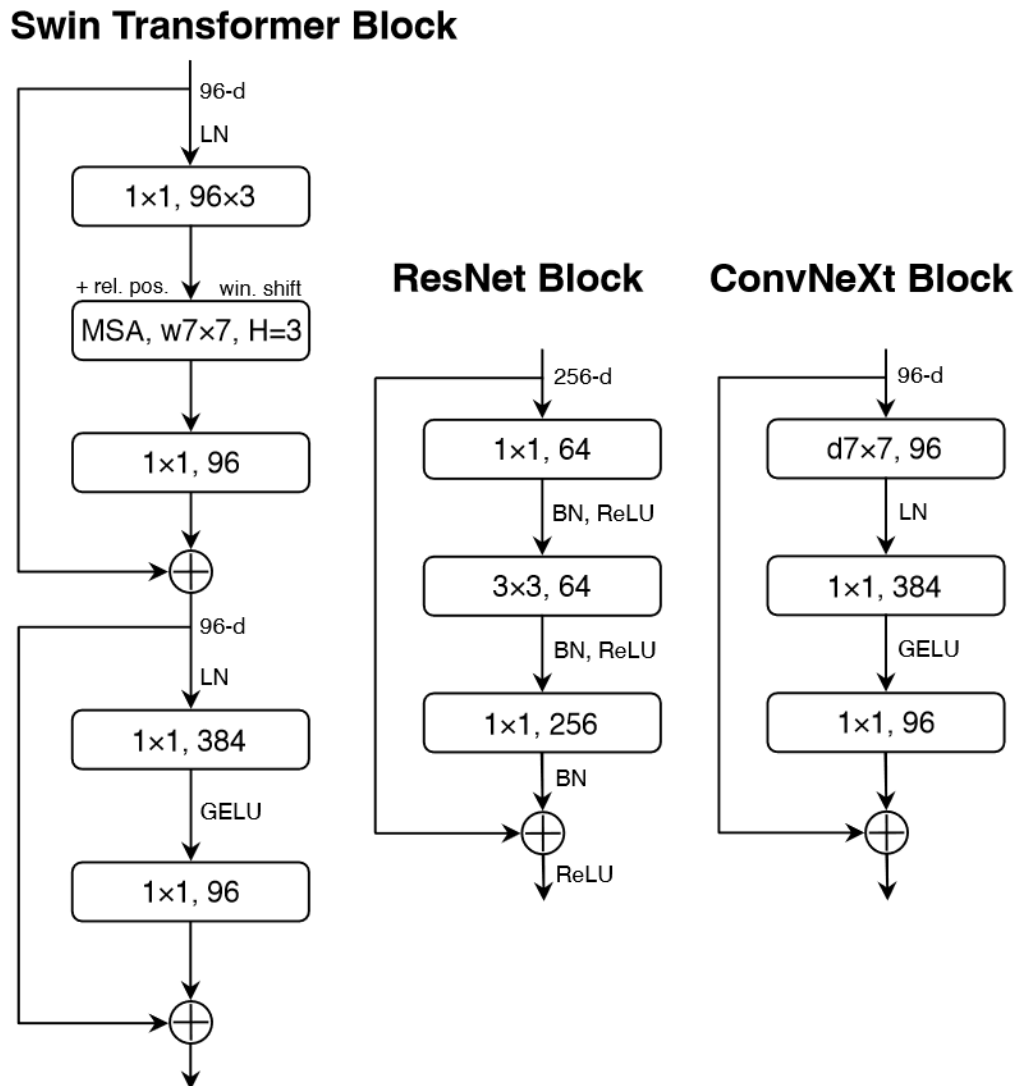 Swin Transformer Block
96-d
LN
1×1, 96×3
+ rel. pos. win. shift
MSA, w7×7, H=3
1×1, 96
96-d
LN
1×1, 384
GELU
1×1, 96
ResNet Block
256-d
1×1, 64
BN, ReLU
3×3, 64
BN, ReLU
1×1, 256
BN
ReLU
ConvNeXt Block
96-d
d7×7, 96
LN
1×1, 384
GELU
1×1, 96